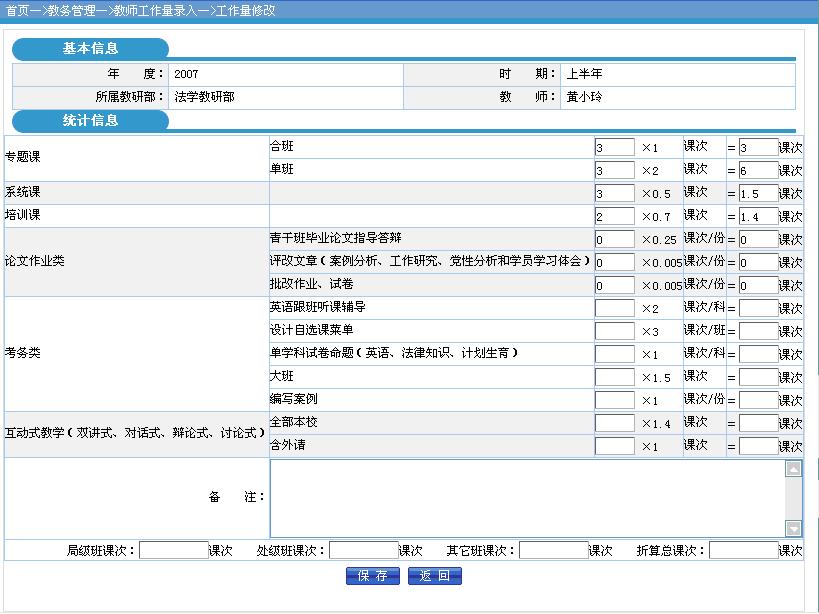 首页—>教务管理—>教师工作量录入—>工作量修改
基本信息
年 度： 2007 时 期： 上半年
所属教研部： 法学教研部 教 师： 黄小玲
统计信息
专题课 合班 3 ×1 课次 = 3 课次
单班 3 ×2 课次 = 6 课次
系统课 3 ×0.5 课次 = 1.5 课次
培训课 2 ×0.7 课次 = 1.4 课次
论文作业类 青干班毕业论文指导答辩 0 ×0.25 课次/份 = 0 课次
评改文章（案例分析、工作研究、党性分析和学员学习体会） 0 ×0.005 课次/份 = 0 课次
批改作业、试卷 0 ×0.005 课次/份 = 0 课次
考务类 英语跟班听课辅导 ×2 课次/科 = 课次
设计自选课菜单 ×3 课次/班 = 课次
单学科试卷命题（英语、法律知识、计划生育） ×1 课次/科 = 课次
大班 ×1.5 课次 = 课次
编写案例 ×1 课次/份 = 课次
互动式教学（双讲式、对话式、辩论式、讨论式） 全部本校 ×1.4 课次 = 课次
含外请 ×1 课次 = 课次
备 注：
局级班课次： 课次 处级班课次： 课次 其它班课次： 课次 折算总课次： 课次
保 存 返 回